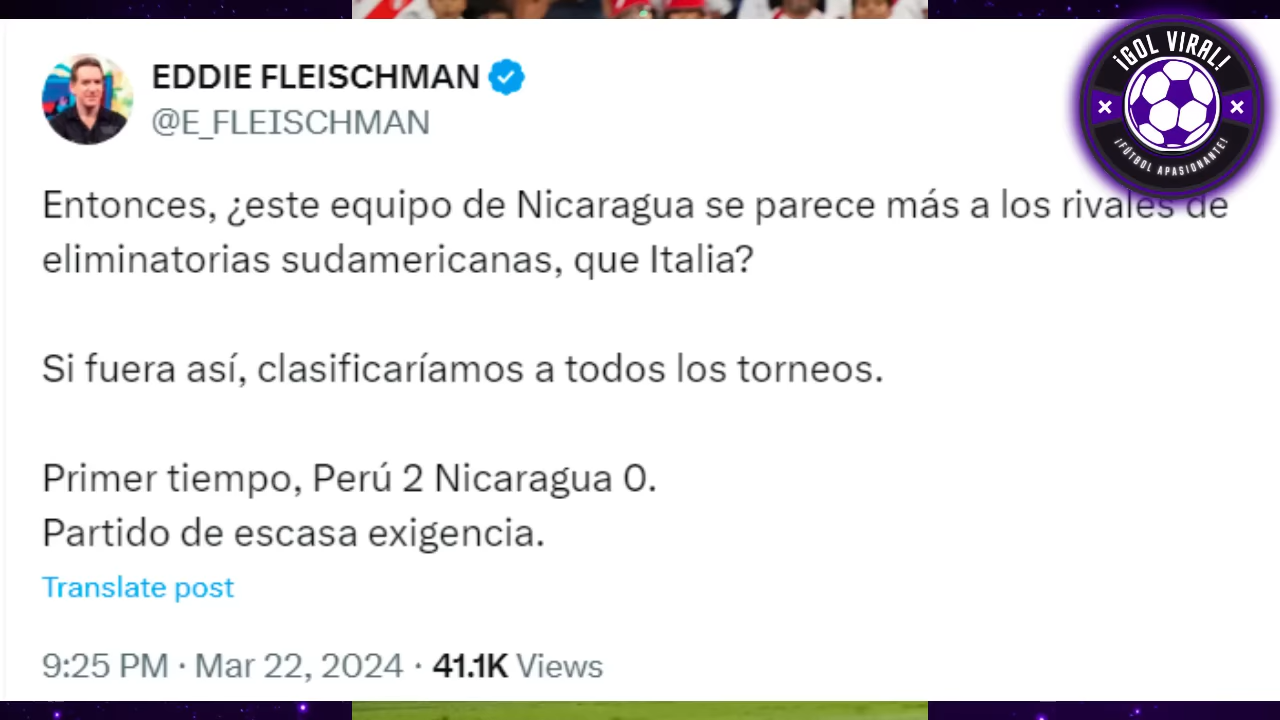 EDDIE FLEISCHMAN
@E_FLEISCHMAN
¡GOL VIRAL!
¡FÚTBOL APASIONANTE!
Entonces, ¿este equipo de Nicaragua se parece más a los rivales de
eliminatorias sudamericanas, que Italia?
Si fuera así, clasificaríamos a todos los torneos.
Primer tiempo, Perú 2 Nicaragua 0.
Partido de escasa exigencia.
Translate post
9:25 PM · Mar 22, 2024 · 41.1K Views